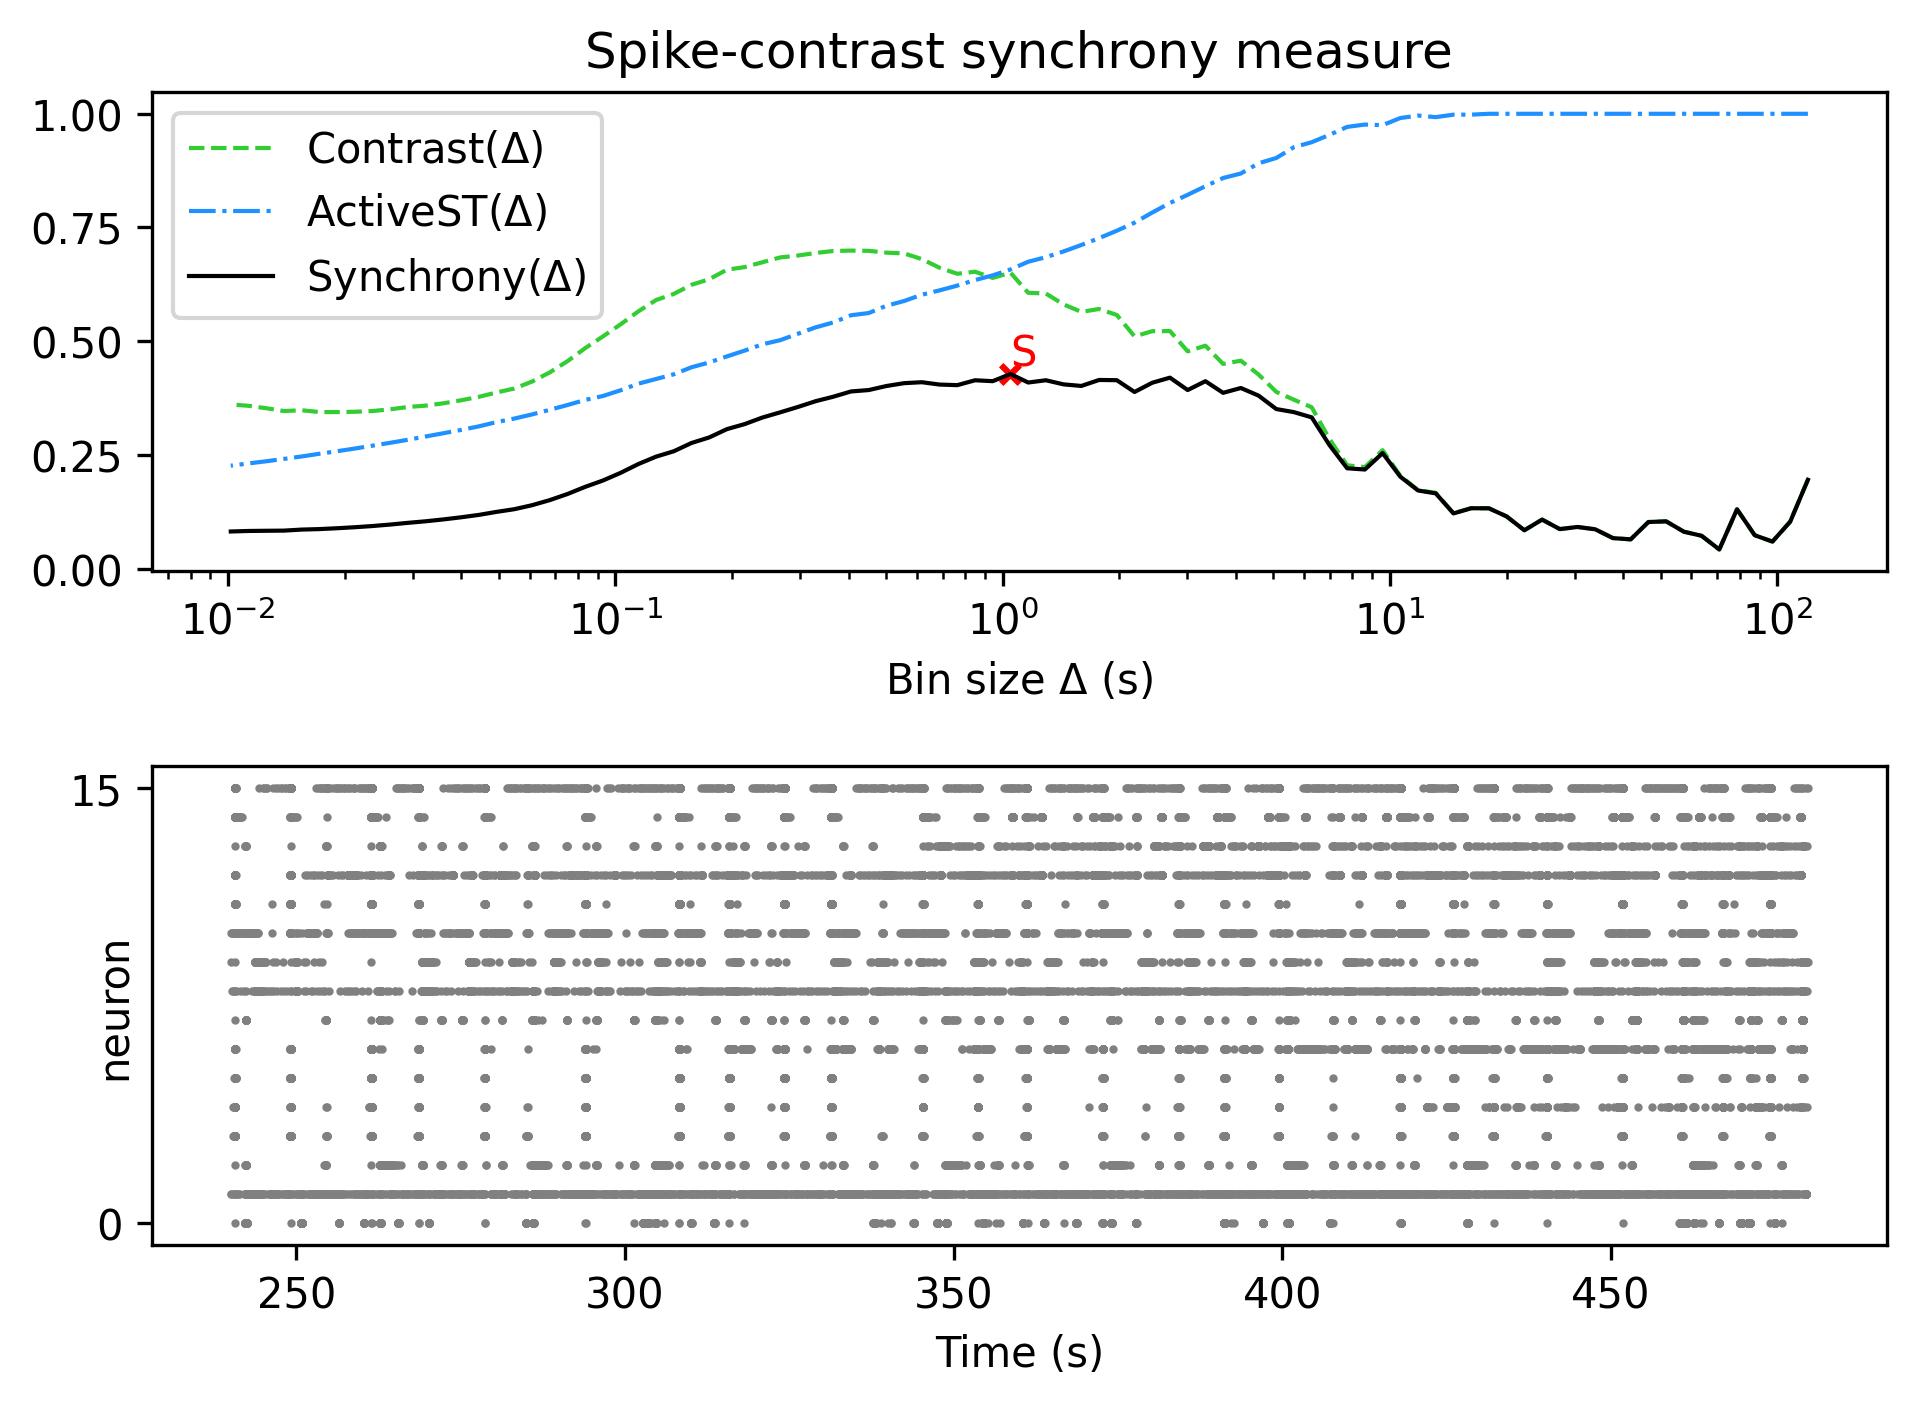 Spike-contrast synchrony measure
1.00
0.75
0.50
0.25
0.00
Contrast(Δ)
ActiveST(Δ)
Synchrony(Δ)
S
10⁻² 10⁻¹ 10⁰ 10¹ 10²
Bin size Δ (s)
15
0
neuron
250 300 350 400 450
Time (s)